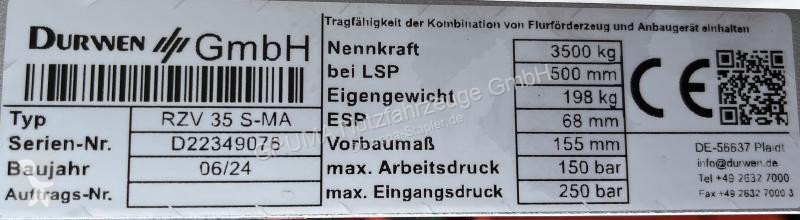 Tragfähigkeit der Kombination von Flurförderzeug und Anbaugerät einhalten
DURWEN GmbH
Typ RZV 35 S-MA
Serien-Nr. D22349076
Baujahr 06/24
Auftrags-Nr.
Nennkraft 3500 kg
bei LSP 500 mm
Eigengewicht 198 kg
ESP 68 mm
Vorbaumaß 155 mm
max. Arbeitsdruck 150 bar
max. Eingangsdruck 250 bar
CE
DE-56637 Plaidt
info@durwen.de
Tel +49 2632 7000
Fax +49 2632 7000 3
GRUMA Nutzfahrzeuge GmbH